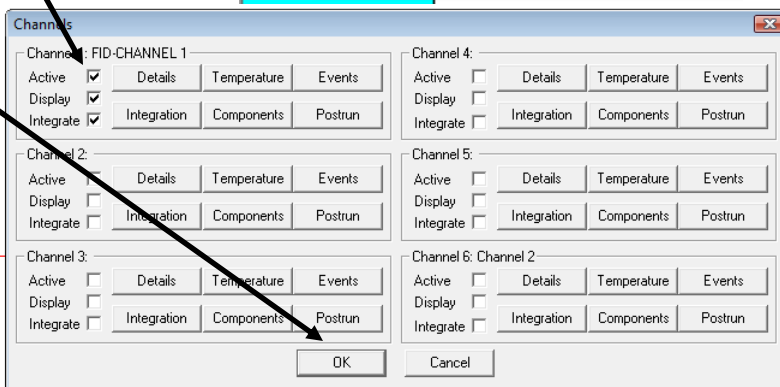 Channels
Channel 1: FID-CHANNEL 1
Active Details Temperature Events
Display
Integrate Integration Components Postrun
Channel 2:
Active Details Temperature Events
Display
Integrate Integration Components Postrun
Channel 3:
Active Details Temperature Events
Display
Integrate Integration Components Postrun
Channel 4:
Active Details Temperature Events
Display
Integrate Integration Components Postrun
Channel 5:
Active Details Temperature Events
Display
Integrate Integration Components Postrun
Channel 6: Channel 2
Active Details Temperature Events
Display
Integrate Integration Components Postrun
OK Cancel